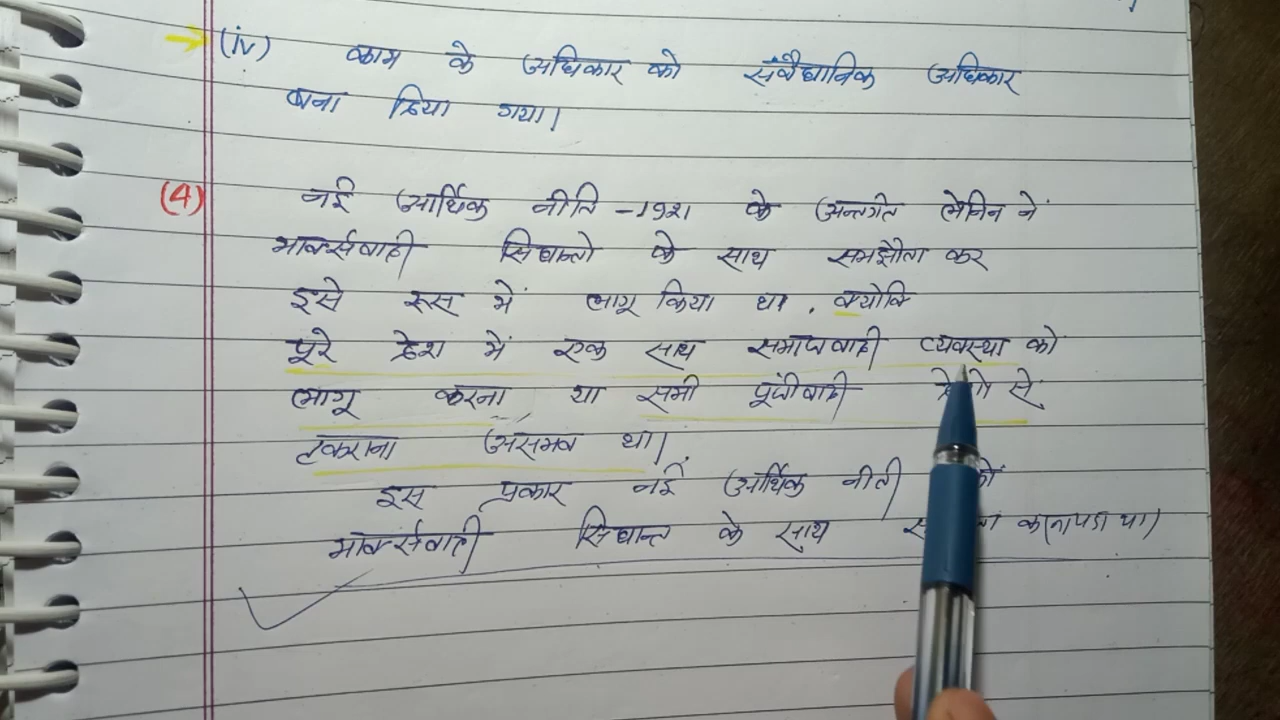 (iv) काम के अधिकार को संवैधानिक अधिकार
बना दिया गया।
(4) नई आर्थिक नीति -1921 के अन्तर्गत लेनिन ने
मार्क्सवादी सिधान्तो के साथ समझौता कर
इसे रूस में लागू किया था. क्योकि
पूरे देश में एक साथ समाजवादी व्यवस्था को
लागू करना या सभी पूंजीवादी से
टकराना असंभव था।
इस प्रकार नई आर्थिक नीती
मार्क्सवादी सिधान्त के साथ करना पडा था।